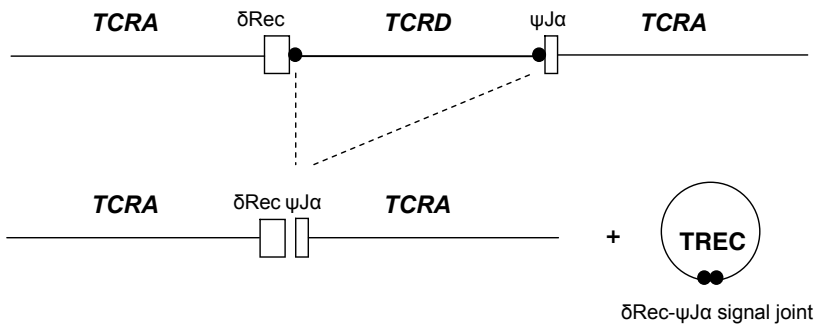 TCRA δRec TCRD ψJα TCRA
TCRA δRec ψJα TCRA
+ TREC
δRec-ψJα signal joint